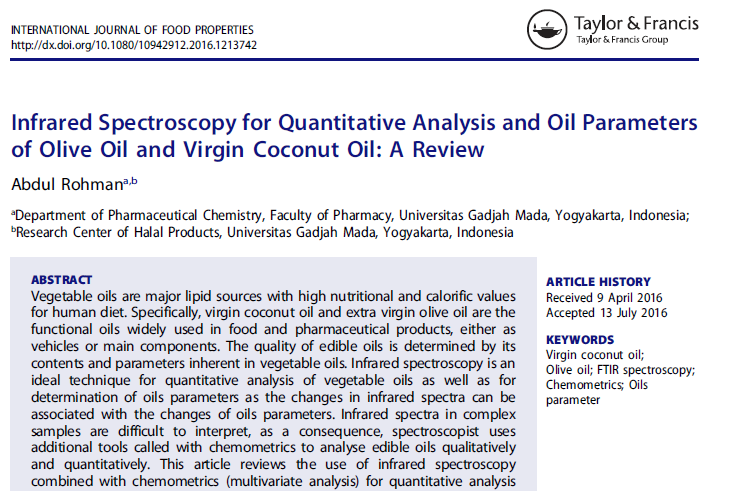 INTERNATIONAL JOURNAL OF FOOD PROPERTIES
http://dx.doi.org/10.1080/10942912.2016.1213742
Taylor & Francis
Taylor & Francis Group
Infrared Spectroscopy for Quantitative Analysis and Oil Parameters
of Olive Oil and Virgin Coconut Oil: A Review
Abdul Rohmana,b
aDepartment of Pharmaceutical Chemistry, Faculty of Pharmacy, Universitas Gadjah Mada, Yogyakarta, Indonesia;
bResearch Center of Halal Products, Universitas Gadjah Mada, Yogyakarta, Indonesia
ABSTRACT
Vegetable oils are major lipid sources with high nutritional and calorific values
for human diet. Specifically, virgin coconut oil and extra virgin olive oil are the
functional oils widely used in food and pharmaceutical products, either as
vehicles or main components. The quality of edible oils is determined by its
contents and parameters inherent in vegetable oils. Infrared spectroscopy is an
ideal technique for quantitative analysis of vegetable oils as well as for
determination of oils parameters as the changes in infrared spectra can be
associated with the changes of oils parameters. Infrared spectra in complex
samples are difficult to interpret, as a consequence, spectroscopist uses
additional tools called with chemometrics to analyse edible oils qualitatively
and quantitatively. This article reviews the use of infrared spectroscopy
combined with chemometrics (multivariate analysis) for quantitative analysis
ARTICLE HISTORY
Received 9 April 2016
Accepted 13 July 2016
KEYWORDS
Virgin coconut oil;
Olive oil; FTIR spectroscopy;
Chemometrics; Oils
parameter